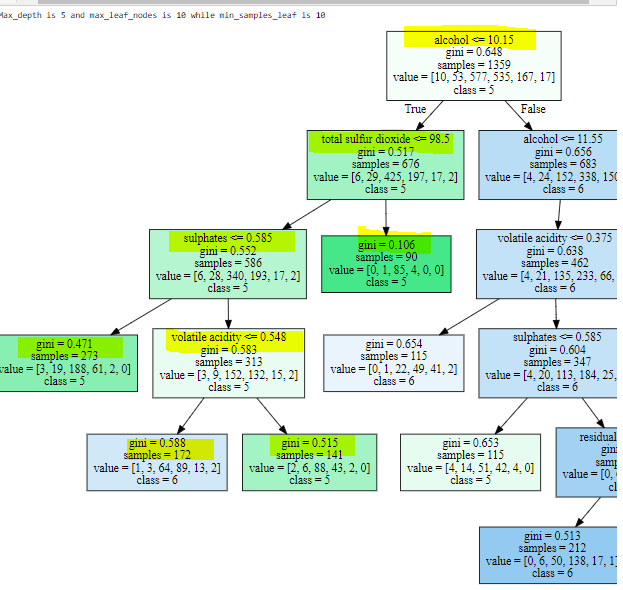 Max_depth is 5 and max_leaf_nodes is 10 while min_samples_leaf is 10
alcohol <= 10.15
gini = 0.648
samples = 1359
value = [10, 53, 577, 535, 167, 17]
class = 5
True
False
total sulfur dioxide <= 98.5
gini = 0.517
samples = 676
value = [6, 29, 425, 197, 17, 2]
class = 5
alcohol <= 11.55
gini = 0.656
samples = 683
value = [4, 24, 152, 338, 150
class = 6
sulphates <= 0.585
gini = 0.552
samples = 586
value = [6, 28, 340, 193, 17, 2]
class = 5
gini = 0.106
samples = 90
value = [0, 1, 85, 4, 0, 0]
class = 5
volatile acidity <= 0.375
gini = 0.638
samples = 462
value = [4, 21, 135, 233, 66,
class = 6
gini = 0.471
samples = 273
value = [3, 19, 188, 61, 2, 0]
class = 5
volatile acidity <= 0.548
gini = 0.583
samples = 313
value = [3, 9, 152, 132, 15, 2]
class = 5
gini = 0.654
samples = 115
value = [0, 1, 22, 49, 41, 2]
class = 6
sulphates <= 0.585
gini = 0.604
samples = 347
value = [4, 20, 113, 184, 25,
class = 6
gini = 0.588
samples = 172
value = [1, 3, 64, 89, 13, 2]
class = 6
gini = 0.515
samples = 141
value = [2, 6, 88, 43, 2, 0]
class = 5
gini = 0.653
samples = 115
value = [4, 14, 51, 42, 4, 0]
class = 5
residual
gin
samp
value = [0,
cl
gini = 0.513
samples = 212
value = [0, 6, 50, 138, 17, 1]
class = 6